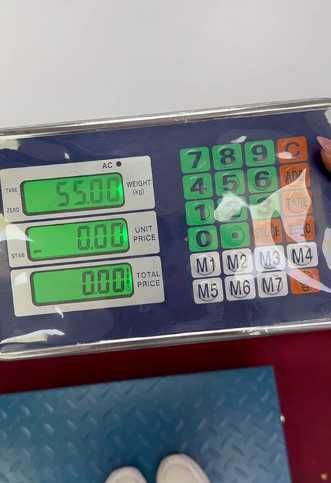 AC
TARE
ZERO
55.00
WEIGHT
(kg)
STAB
0.00
UNIT
PRICE
0.00
TOTAL
PRICE
7 8 9 C
4 5 6 ADD
1
0
M1 M2 M3 M4
M5 M6 M7